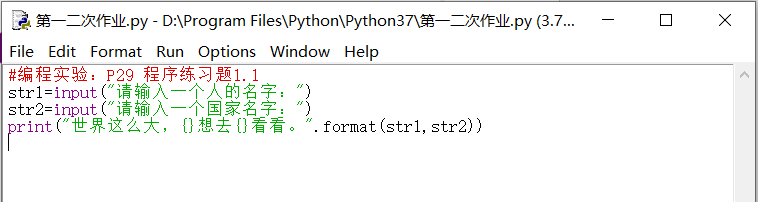 第一二次作业.py - D:\Program Files\Python\Python37\第一二次作业.py (3.7...
File Edit Format Run Options Window Help
#编程实验：P29 程序练习题1.1
str1=input("请输入一个人的名字：")
str2=input("请输入一个国家名字：")
print("世界这么大，{}想去{}看看。".format(str1,str2))